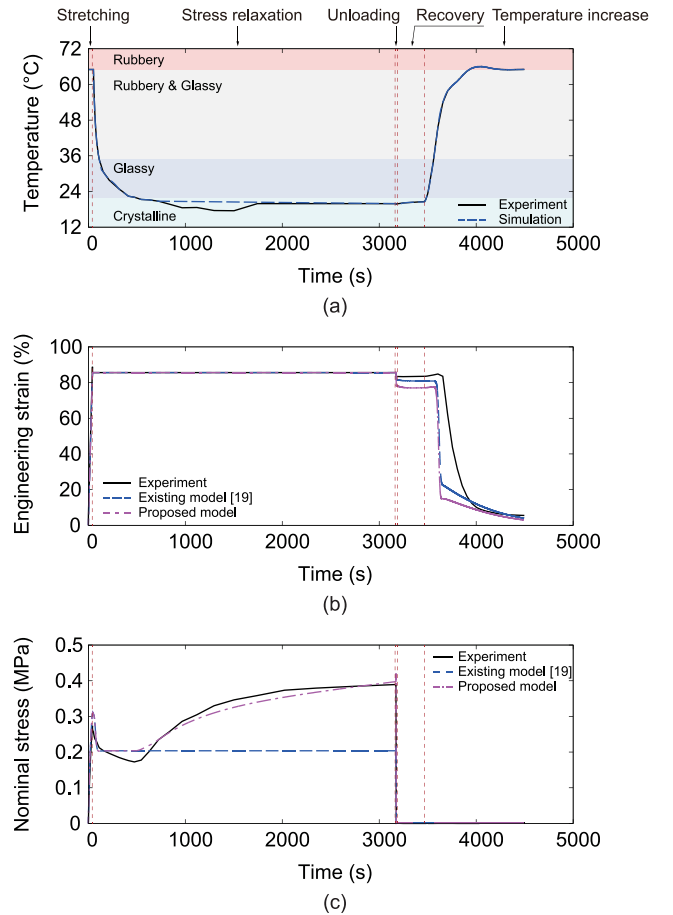 Stretching Stress relaxation Unloading Recovery Temperature increase
72
60
48
36
24
12
Temperature (°C)
Rubbery
Rubbery & Glassy
Glassy
Crystalline
Experiment
Simulation
0 1000 2000 3000 4000 5000
Time (s)
(a)
100
80
60
40
20
0
Engineering strain (%)
Experiment
Existing model [19]
Proposed model
0 1000 2000 3000 4000 5000
Time (s)
(b)
0.5
0.4
0.3
0.2
0.1
0
Nominal stress (MPa)
Experiment
Existing model [19]
Proposed model
0 1000 2000 3000 4000 5000
Time (s)
(c)